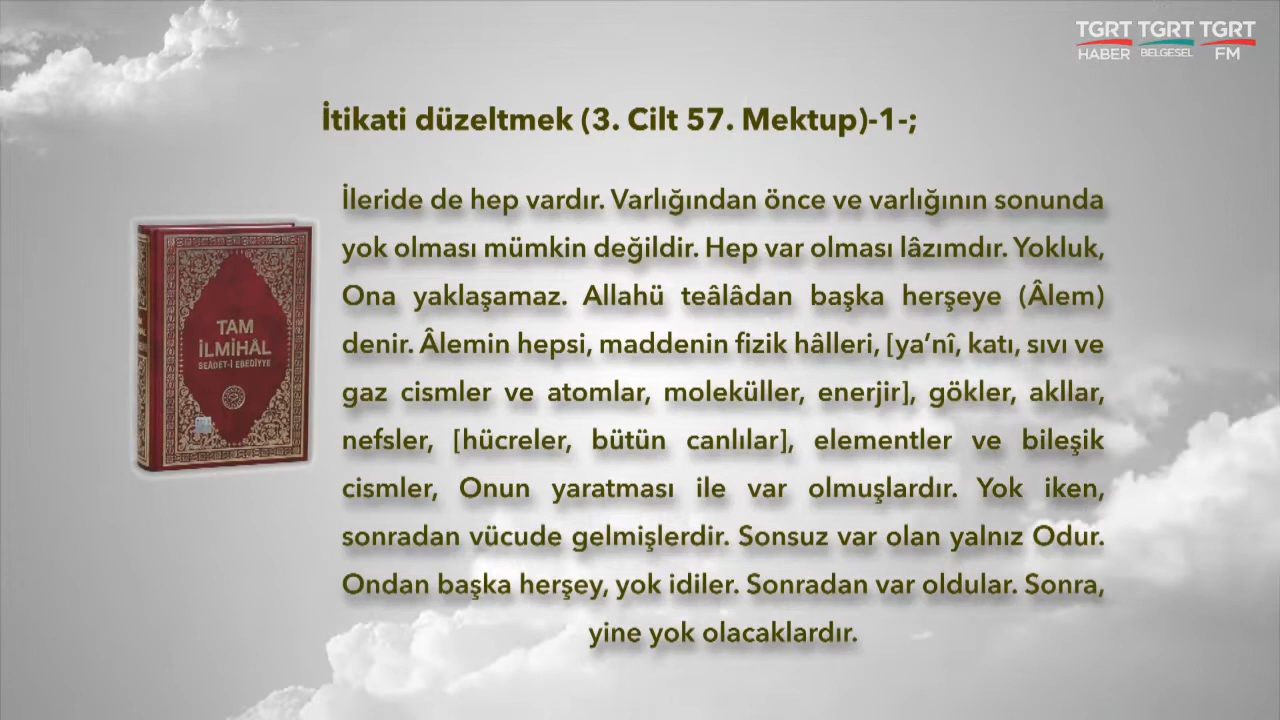 TGRT TGRT TGRT
HABER BELGESEL FM
İtikati düzeltmek (3. Cilt 57. Mektup)-1-;
İleride de hep vardır. Varlığından önce ve varlığının sonunda
yok olması mümkin değildir. Hep var olması lâzımdır. Yokluk,
Ona yaklaşamaz. Allahü teâlâdan başka herşeye (Âlem)
denir. Âlemin hepsi, maddenin fizik hâlleri, [ya’nî, katı, sıvı ve
gaz cismler ve atomlar, moleküller, enerjir], gökler, akllar,
nefsler, [hücreler, bütün canlılar], elementler ve bileşik
cismler, Onun yaratması ile var olmuşlardır. Yok iken,
sonradan vücude gelmişlerdir. Sonsuz var olan yalnız Odur.
Ondan başka herşey, yok idiler. Sonradan var oldular. Sonra,
yine yok olacaklardır.
TAM
İLMİHÂL
SEÂDET-İ EBEDİYYE